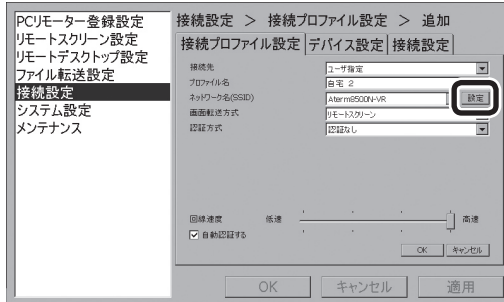 PCリモーター登録設定
リモートスクリーン設定
リモートデスクトップ設定
ファイル転送設定
接続設定
システム設定
メンテナンス
接続設定 > 接続プロファイル設定 > 追加
接続プロファイル設定 デバイス設定 接続設定
接続先 ユーザ指定
プロファイル名 自宅 2
ネットワーク名(SSID) Aterm8500N-VR 設定
画面転送方式 リモートスクリーン
認証方式 認証なし
回線速度 低速 高速
自動認証する
OK キャンセル
OK キャンセル 適用